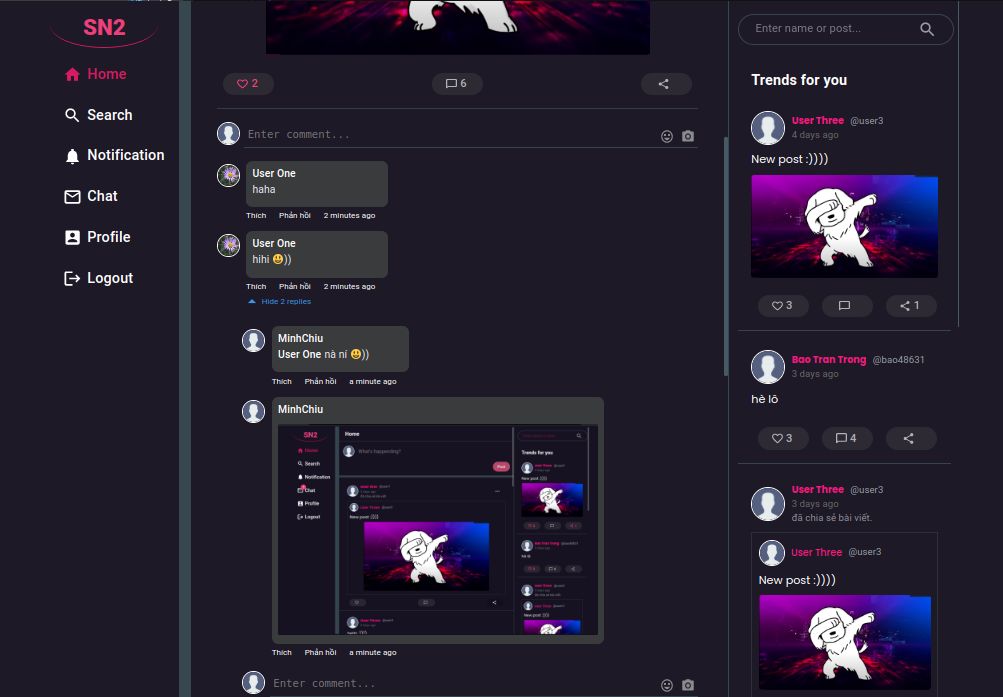 SN2
Home
Search
Notification
Chat
Profile
Logout
2
6
Enter comment...
User One
haha
Thích Phản hồi 2 minutes ago
User One
hihi 😃))
Thích Phản hồi 2 minutes ago
Hide 2 replies
MinhChiu
User One nà ní 😃))
Thích Phản hồi a minute ago
MinhChiu
SN2
Home
Search
Notification
Chat
Profile
Logout
Home
What's happending?
Post
New post :))))
Trends for you
New post :))))
New post :))))
Thích Phản hồi a minute ago
Enter comment...
Enter name or post...
Trends for you
User Three @user3
4 days ago
New post :))))
3
1
Bao Tran Trong @bao48631
3 days ago
hè lô
3
4
User Three @user3
3 days ago
đã chia sẻ bài viết.
User Three @user3
New post :))))